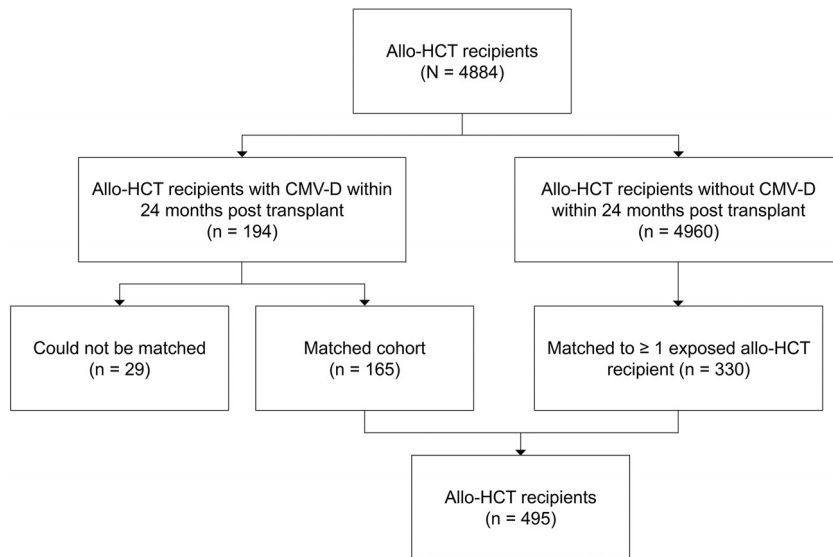 Allo-HCT recipients
(N = 4884)
Allo-HCT recipients with CMV-D within
24 months post transplant
(n = 194)
Allo-HCT recipients without CMV-D
within 24 months post transplant
(n = 4960)
Could not be matched
(n = 29)
Matched cohort
(n = 165)
Matched to ≥ 1 exposed allo-HCT
recipient (n = 330)
Allo-HCT recipients
(n = 495)